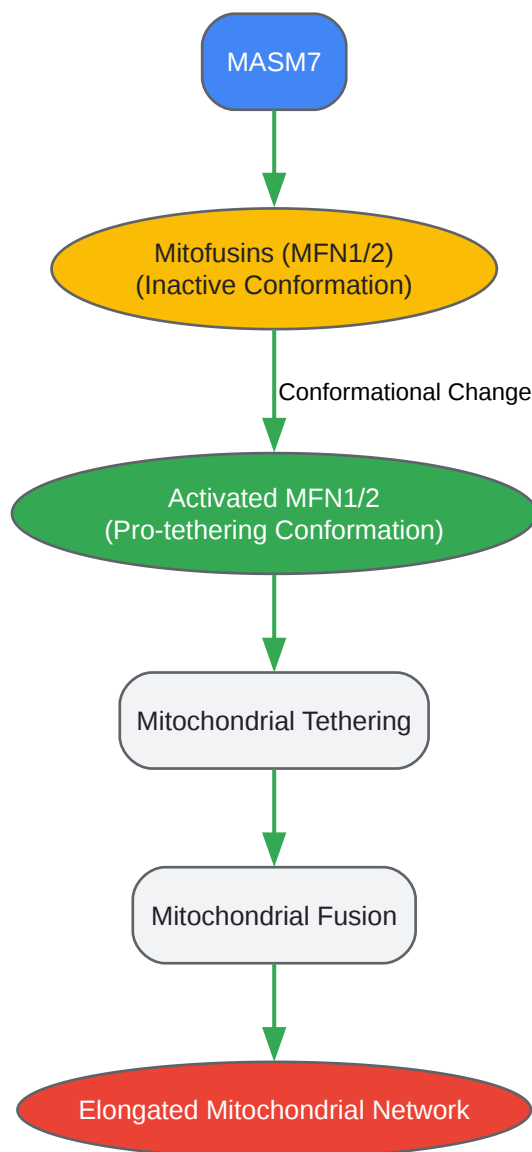 MASM7
Mitofusins (MFN1/2)
(Inactive Conformation)
Conformational Change
Activated MFN1/2
(Pro-tethering Conformation)
Mitochondrial Tethering
Mitochondrial Fusion
Elongated Mitochondrial Network